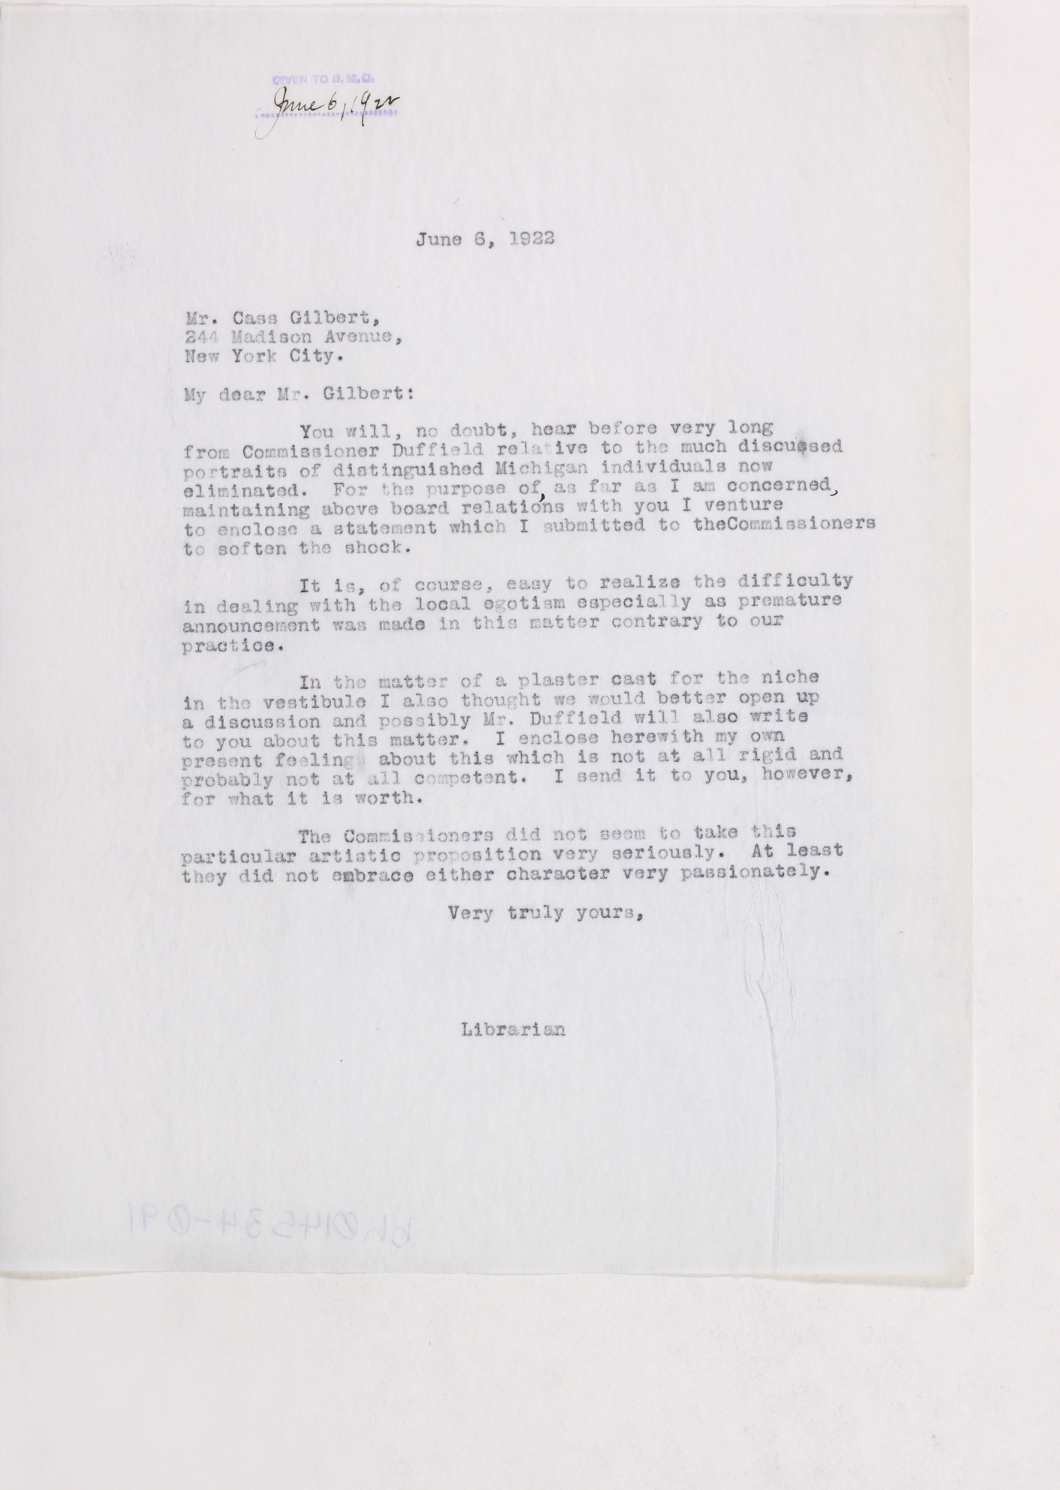 GIVEN TO B.M.O.
June 6, 1922
June 6, 1922
Mr. Cass Gilbert,
244 Madison Avenue,
New York City.
My dear Mr. Gilbert:
You will, no doubt, hear before very long
from Commissioner Duffield relative to the much discussed
portraits of distinguished Michigan individuals now
eliminated. For the purpose of, as far as I am concerned,
maintaining above board relations with you I venture
to enclose a statement which I submitted to theCommissioners
to soften the shock.
It is, of course, easy to realize the difficulty
in dealing with the local egotism especially as premature
announcement was made in this matter contrary to our
practice.
In the matter of a plaster cast for the niche
in the vestibule I also thought we would better open up
a discussion and possibly Mr. Duffield will also write
to you about this matter. I enclose herewith my own
present feelings about this which is not at all rigid and
probably not at all competent. I send it to you, however,
for what it is worth.
The Commissioners did not seem to take this
particular artistic proposition very seriously. At least
they did not embrace either character very passionately.
Very truly yours,
Librarian
bh014534-091